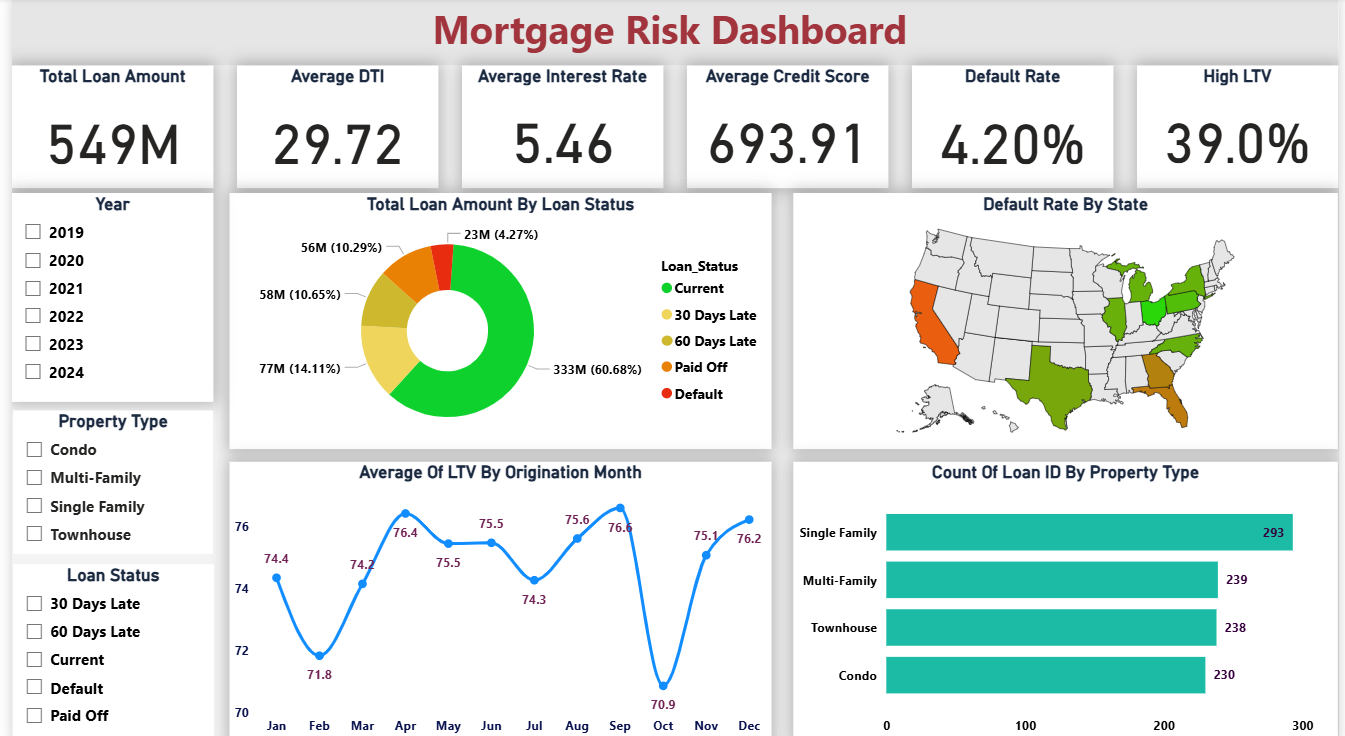 Mortgage Risk Dashboard
Total Loan Amount
549M
Average DTI
29.72
Average Interest Rate
5.46
Average Credit Score
693.91
Default Rate
4.20%
High LTV
39.0%
Year
2019
2020
2021
2022
2023
2024
Property Type
Condo
Multi-Family
Single Family
Townhouse
Loan Status
30 Days Late
60 Days Late
Current
Default
Paid Off
Total Loan Amount By Loan Status
23M (4.27%)
56M (10.29%)
58M (10.65%)
77M (14.11%)
333M (60.68%)
Loan_Status
Current
30 Days Late
60 Days Late
Paid Off
Default
Default Rate By State
Average Of LTV By Origination Month
76
74
72
70
74.4
71.8
74.2
76.4
75.5
75.5
74.3
75.6
76.6
70.9
75.1
76.2
Jan Feb Mar Apr May Jun Jul Aug Sep Oct Nov Dec
Count Of Loan ID By Property Type
Single Family 293
Multi-Family 239
Townhouse 238
Condo 230
0 100 200 300